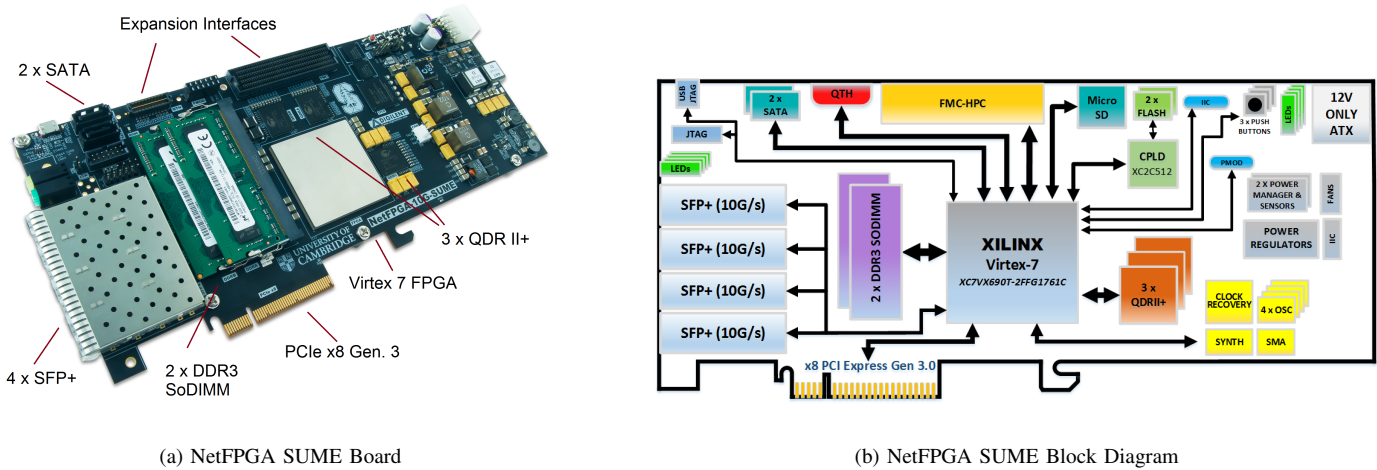 Expansion Interfaces
2 x SATA
DIGILENT
NetFPGA-10G-SUME
UNIVERSITY OF
CAMBRIDGE
3 x QDR II+
Virtex 7 FPGA
PCIe x8 Gen. 3
4 x SFP+
2 x DDR3
SoDIMM
(a) NetFPGA SUME Board
USB
JTAG
2 x
SATA
QTH
FMC-HPC
Micro
SD
2 x
FLASH
IIC
3 x PUSH
BUTTONS
LEDs
12V
ONLY
ATX
JTAG
LEDs
CPLD
XC2C512
PMOD
2 X POWER
MANAGER &
SENSORS
FANS
POWER
REGULATORS
IIC
SFP+ (10G/s)
SFP+ (10G/s)
SFP+ (10G/s)
SFP+ (10G/s)
2 x DDR3 SODIMM
XILINX
Virtex-7
XC7VX690T-2FFG1761C
3 x
QDRII+
CLOCK
RECOVERY
4 x OSC
SYNTH
SMA
x8 PCI Express Gen 3.0
(b) NetFPGA SUME Block Diagram